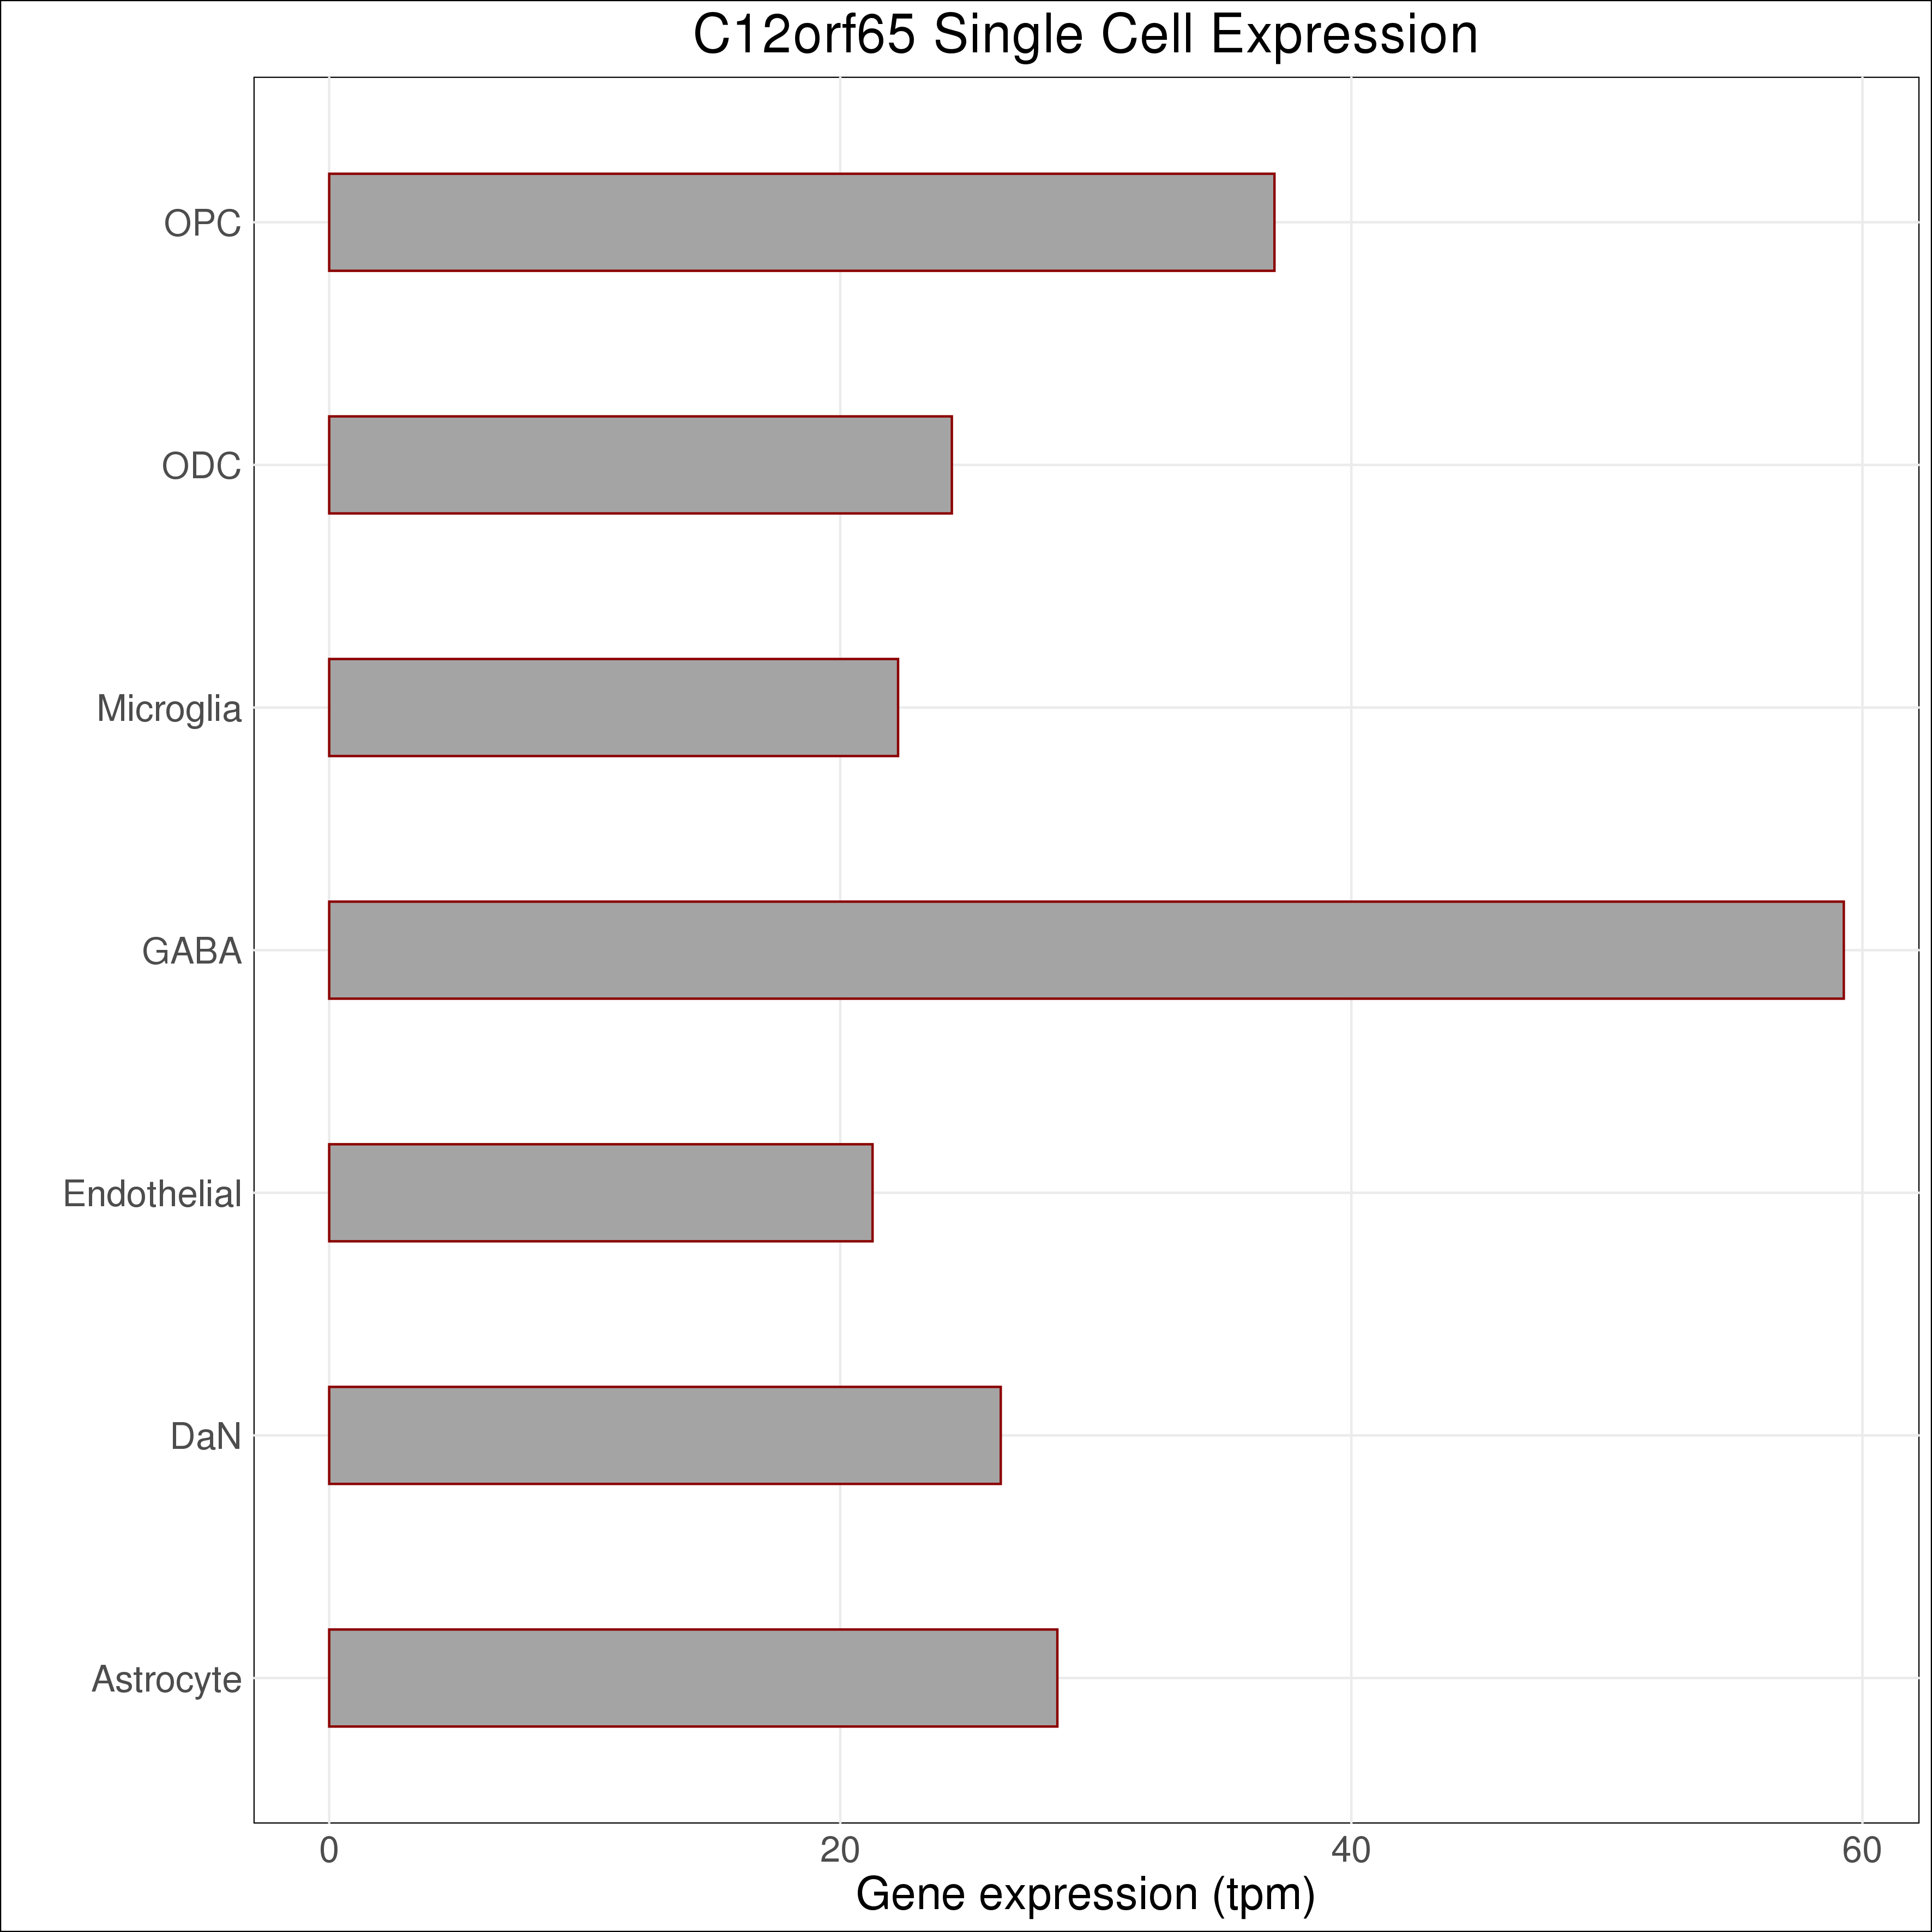 C12orf65 Single Cell Expression
OPC
ODC
Microglia
GABA
Endothelial
DaN
Astrocyte
0 20 40 60
Gene expression (tpm)